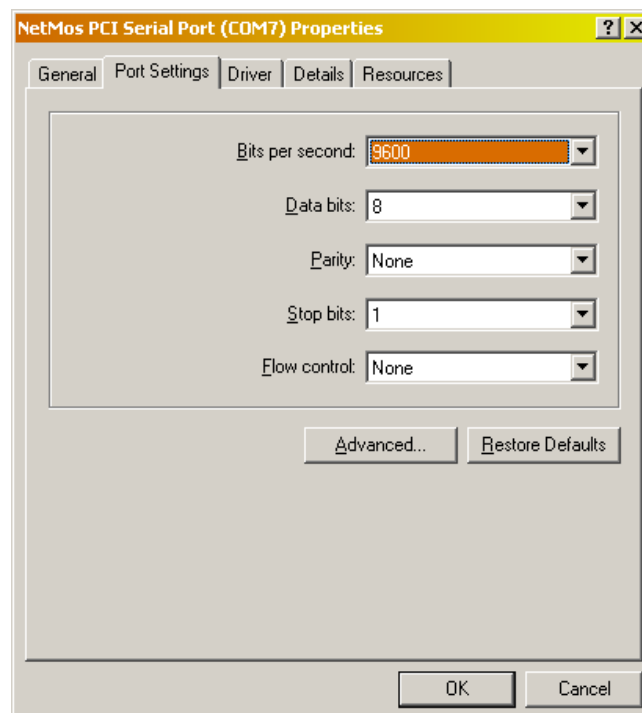 NetMos PCI Serial Port (COM7) Properties
General Port Settings Driver Details Resources
Bits per second: 9600
Data bits: 8
Parity: None
Stop bits: 1
Flow control: None
Advanced... Restore Defaults
OK Cancel